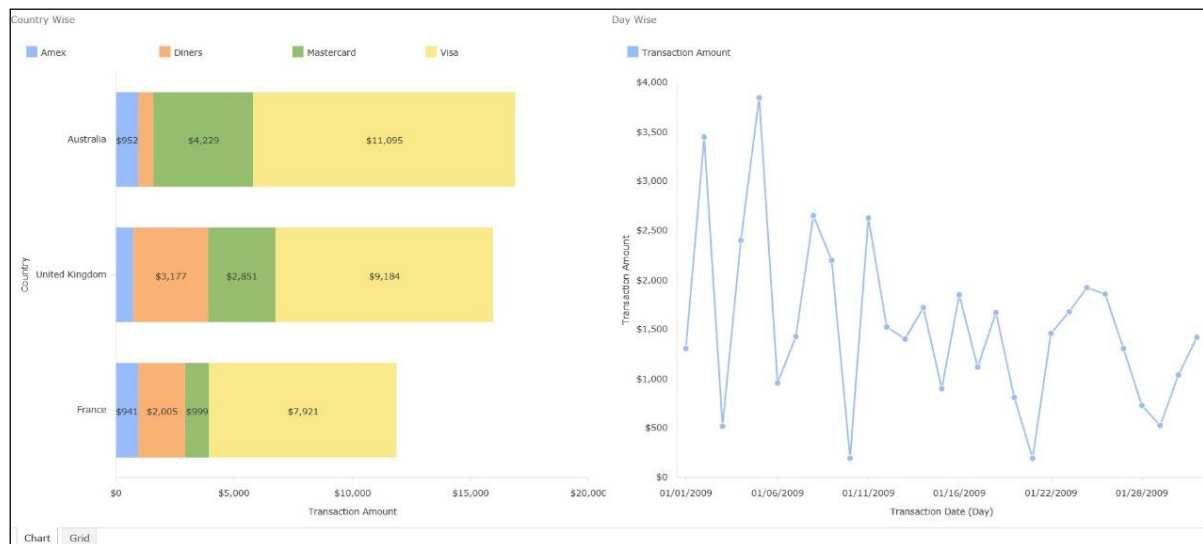 Country Wise
Amex Diners Mastercard Visa
Country
Australia
$952 $4,229 $11,095
United Kingdom
$3,177 $2,851 $9,184
France
$941 $2,005 $999 $7,921
$0 $5,000 $10,000 $15,000 $20,000
Transaction Amount
Day Wise
Transaction Amount
Transaction Amount
$4,000
$3,500
$3,000
$2,500
$2,000
$1,500
$1,000
$500
$0
01/01/2009 01/06/2009 01/11/2009 01/16/2009 01/22/2009 01/28/2009
Transaction Date (Day)
Chart Grid